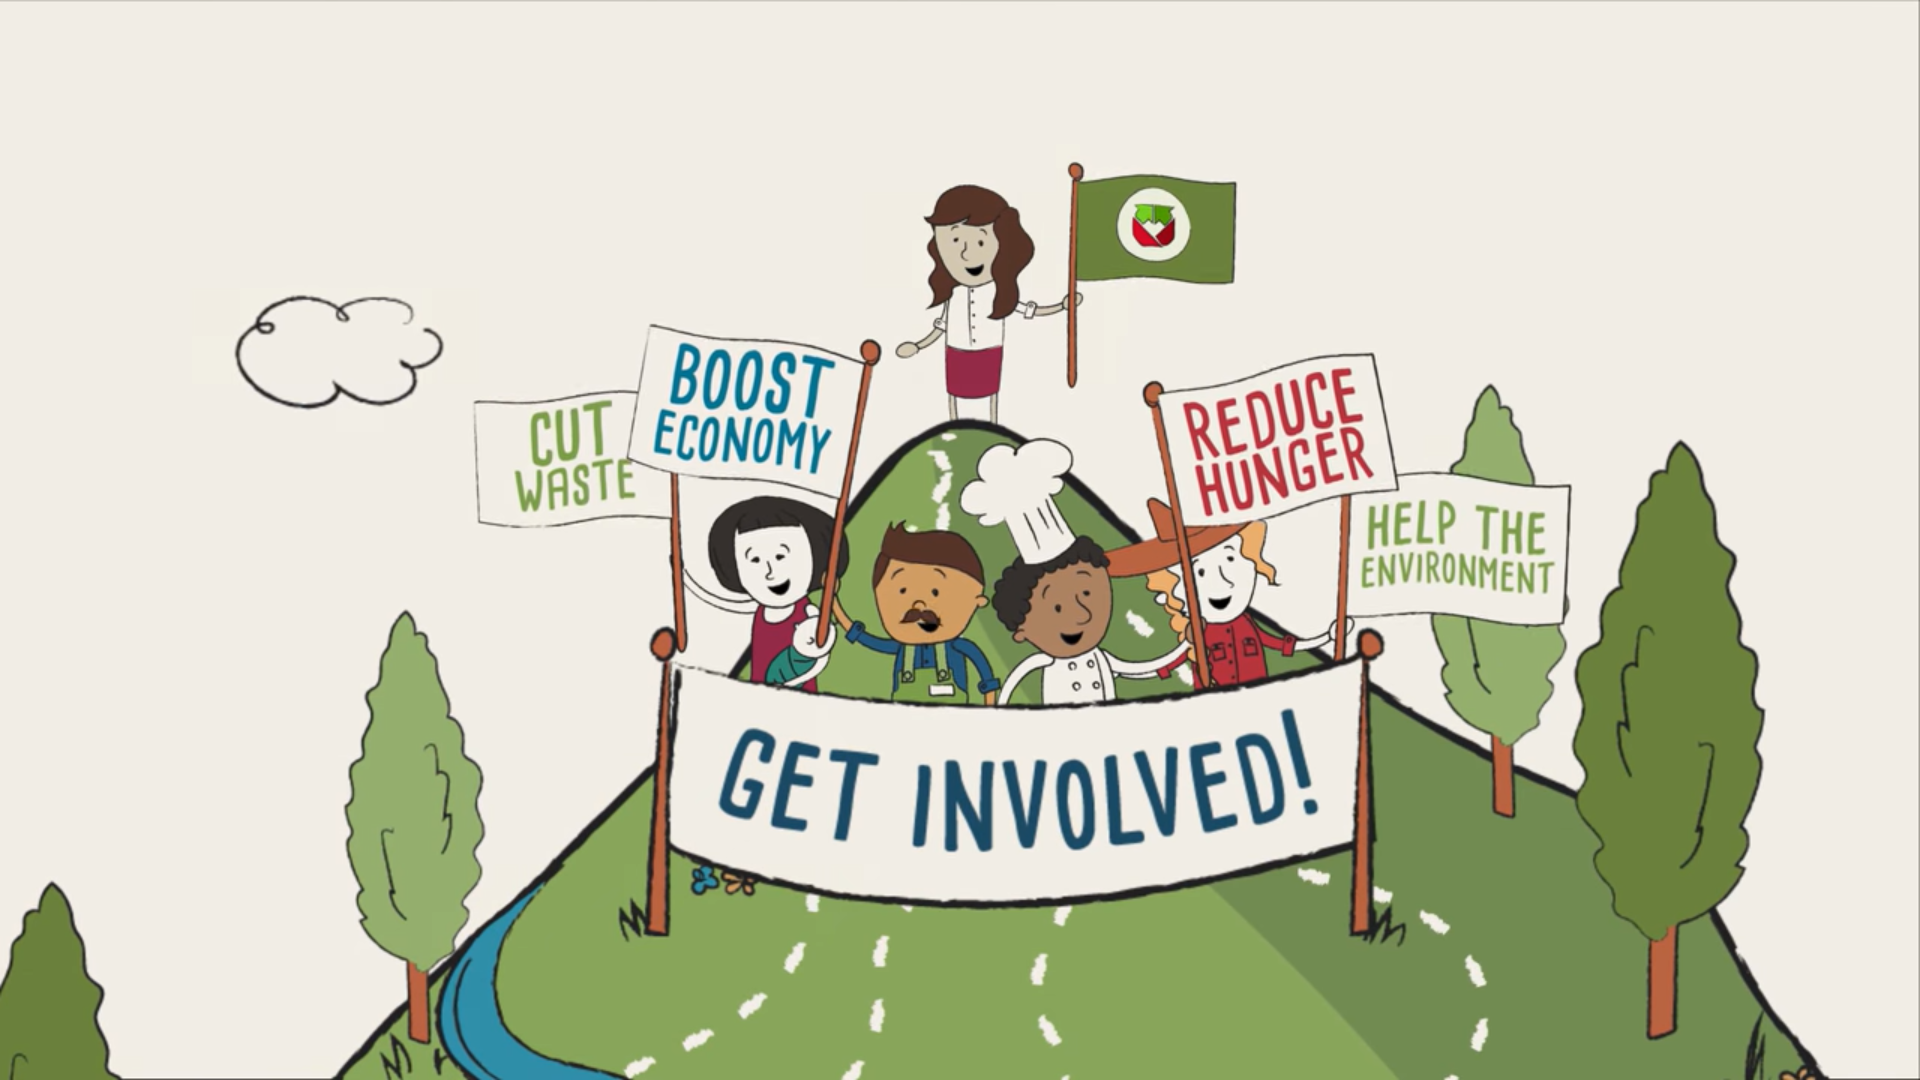 CUT
WASTE
BOOST
ECONOMY
REDUCE
HUNGER
HELP THE
ENVIRONMENT
GET INVOLVED!